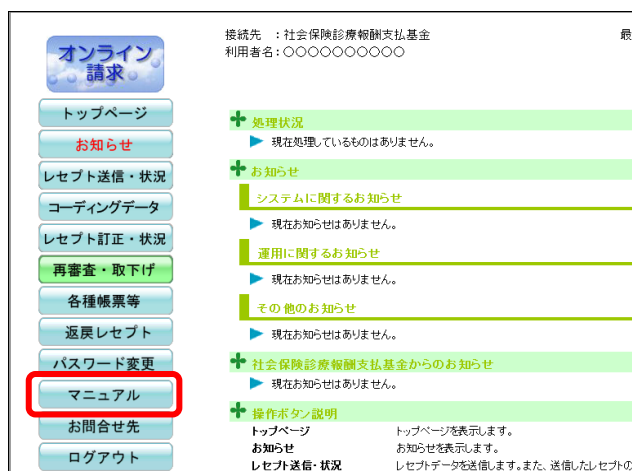 接続先 ：社会保険診療報酬支払基金
最
利用者名：○○○○○○○○○○
オンライン
請求
トップページ
お知らせ
レセプト送信・状況
コーディングデータ
レセプト訂正・状況
再審査・取下げ
各種帳票等
返戻レセプト
パスワード変更
マニュアル
お問合せ先
ログアウト
処理状況
現在処理しているものはありません。
お知らせ
システムに関するお知らせ
現在お知らせはありません。
運用に関するお知らせ
現在お知らせはありません。
その他のお知らせ
現在お知らせはありません。
社会保険診療報酬支払基金からのお知らせ
現在お知らせはありません。
操作ボタン説明
トップページ トップページを表示します。
お知らせ お知らせを表示します。
レセプト送信・状況 レセプトデータを送信します。また、送信したレセプトの